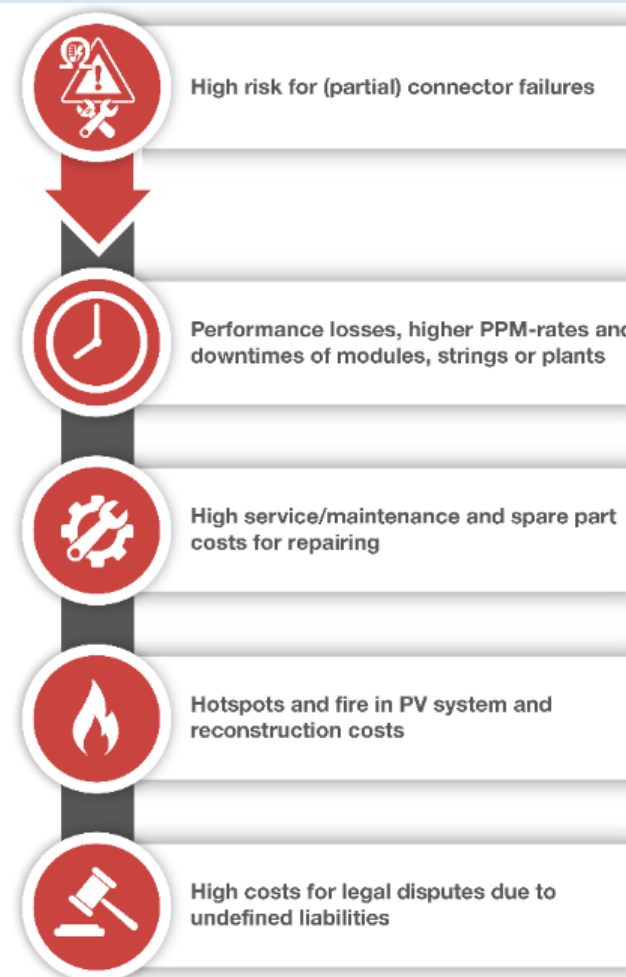 High risk for (partial) connector failures
Performance losses, higher PPM-rates and
downtimes of modules, strings or plants
High service/maintenance and spare part
costs for repairing
Hotspots and fire in PV system and
reconstruction costs
High costs for legal disputes due to
undefined liabilities